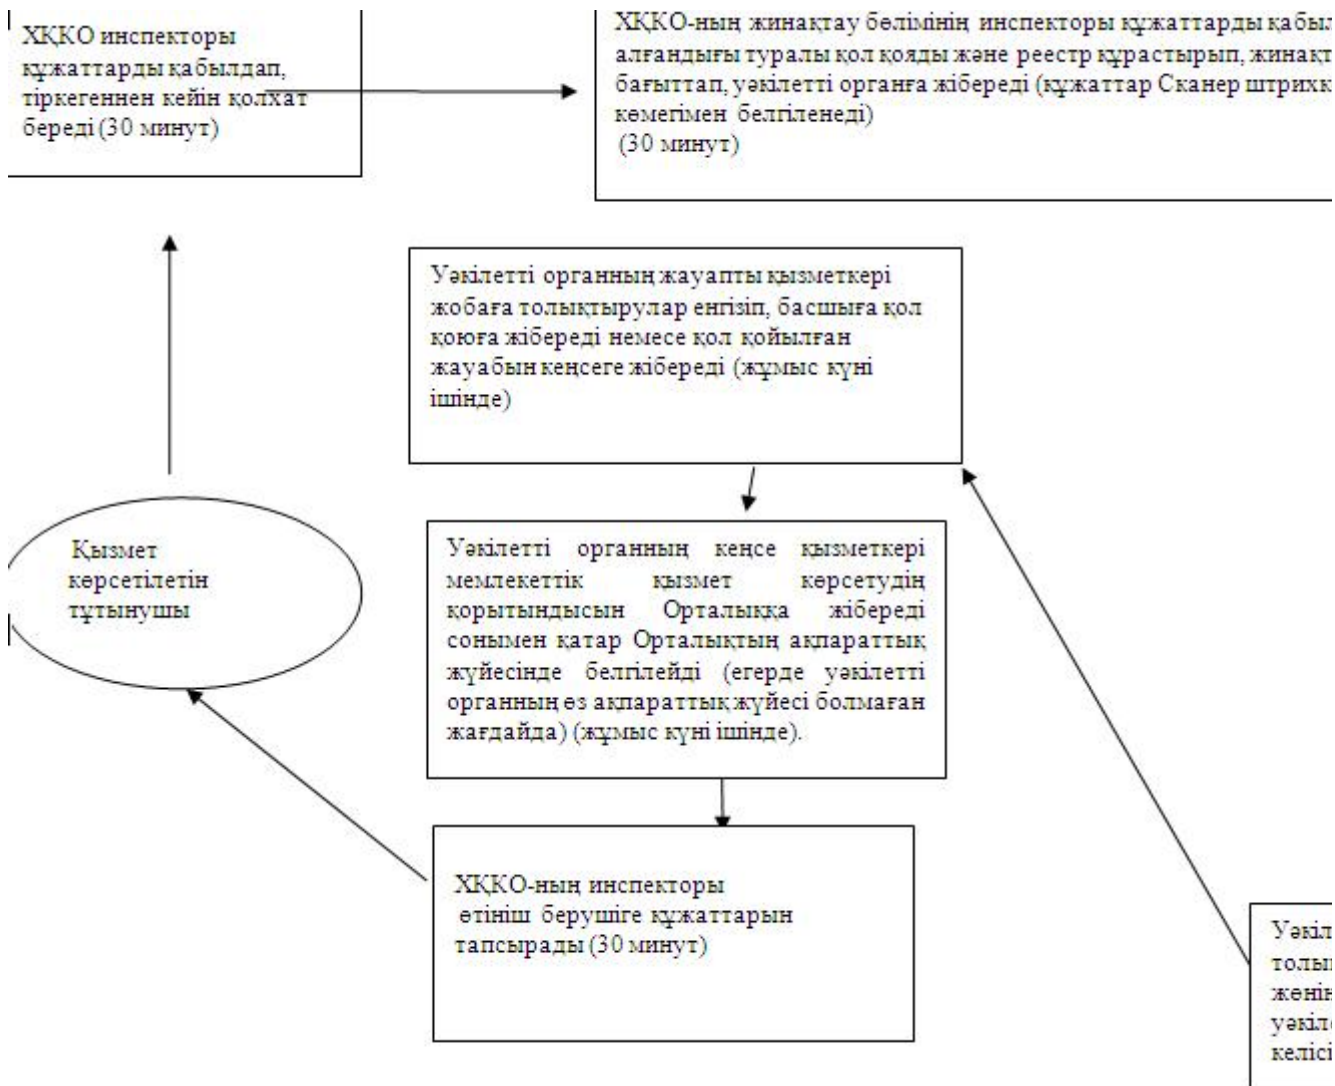 ХҚКО инспекторы
құжаттарды қабылдап,
тіркегеннен кейін қолхат
береді (30 минут)
ХҚКО-ның жинақтау бөлімінің инспекторы құжаттарды
алғандығы туралы қол қояды және реестр құрастырып,
бағыттап, уәкілетті органға жібереді (құжаттар Сканер
көмегімен белгіленеді)
(30 минут)
Уәкілетті органның жауапты қызметкері
жобаға толықтырулар енгізіп, басшыға қол
қоюға жібереді немесе қол қойылған
жауабын кеңсеге жібереді (жұмыс күні
ішінде)
Қызмет
көрсетілетін
тұтынушы
Уәкілетті органның кеңсе қызметкері
мемлекеттік қызмет көрсетудің
қорытындысын Орталыққа жібереді
сонымен қатар Орталықтың ақпараттық
жүйесінде белгілейді (егерде уәкілетті
органның өз ақпараттық жүйесі болмаған
жағдайда) (жұмыс күні ішінде).
ХҚКО-ның инспекторы
өтініш берушіге құжаттарын
тапсырады (30 минут)